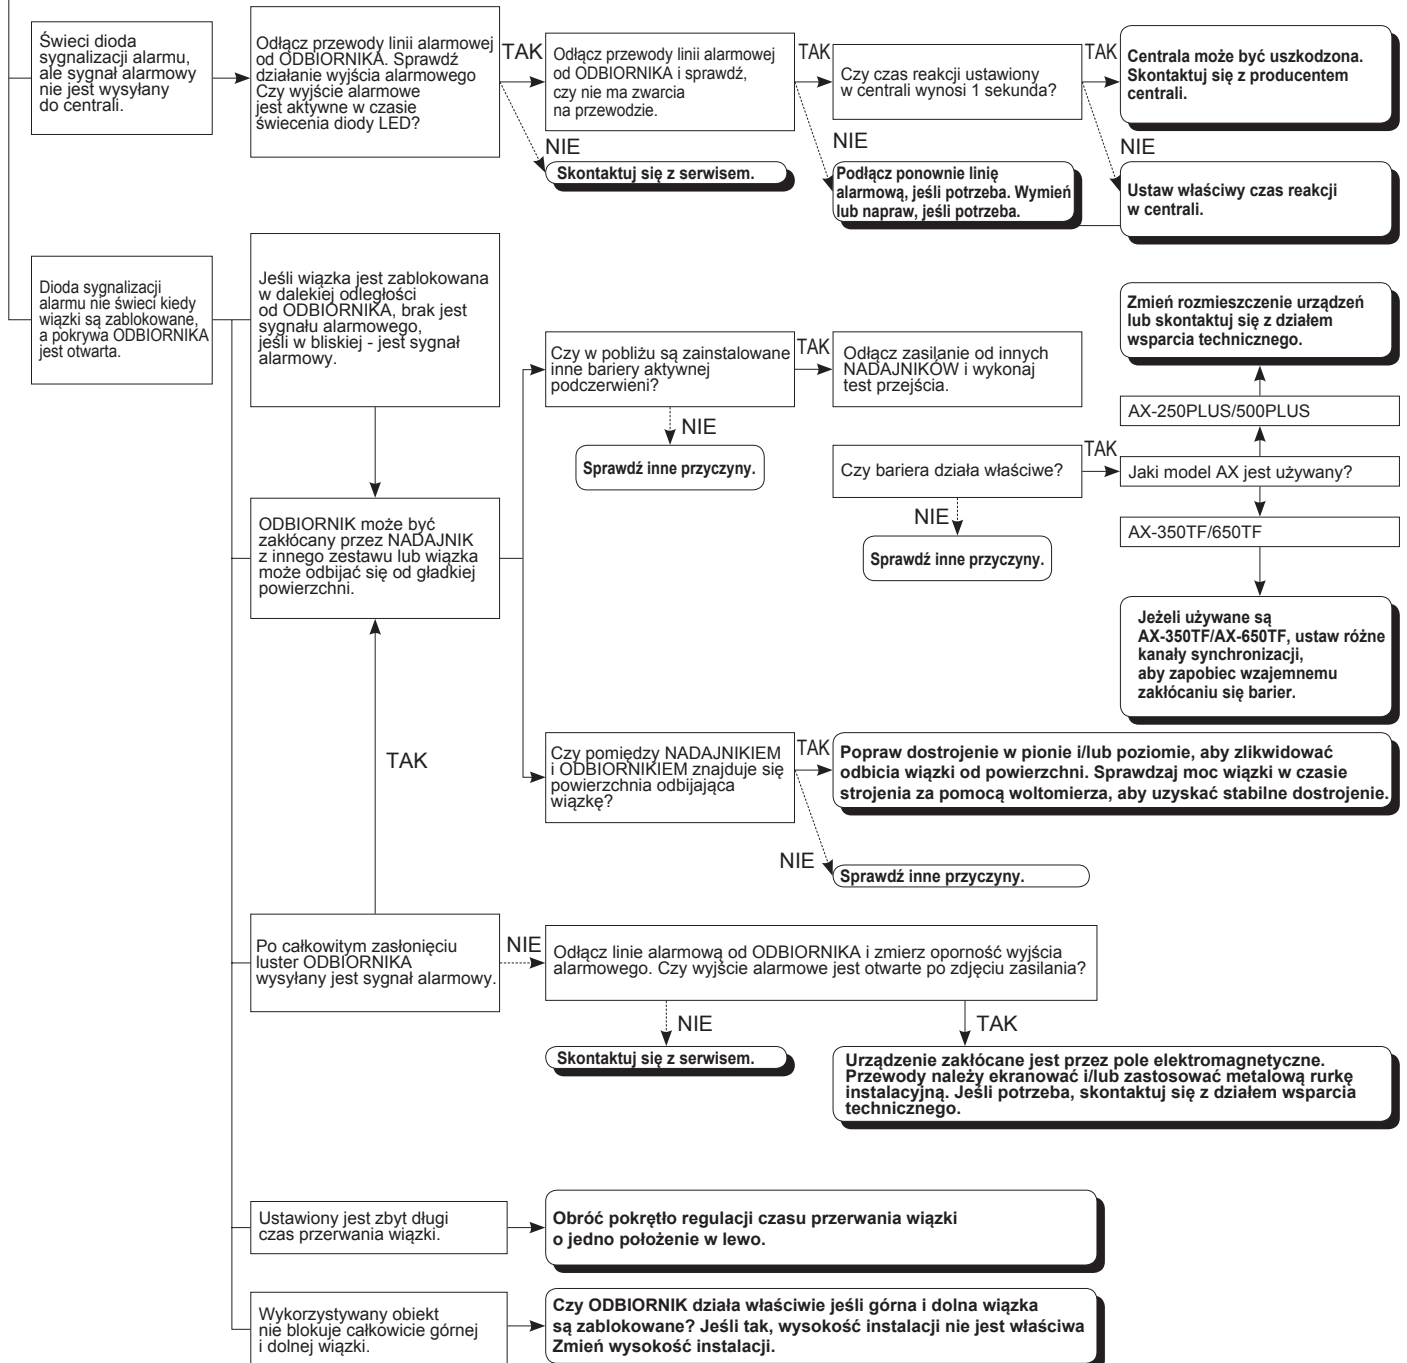 Świeci dioda
sygnalizacji alarmu,
ale sygnał alarmowy
nie jest wysyłany
do centrali.
Odłącz przewody linii alarmowej
od ODBIORNIKA. Sprawdź
działanie wyjścia alarmowego
Czy wyjście alarmowe
jest aktywne w czasie
świecenia diody LED?
TAK
NIE
Skontaktuj się z serwisem.
Odłącz przewody linii alarmowej
od ODBIORNIKA i sprawdź,
czy nie ma zwarcia
na przewodzie.
TAK
NIE
Podłącz ponownie linię
alarmową, jeśli potrzeba. Wymień
lub napraw, jeśli potrzeba.
Czy czas reakcji ustawiony
w centrali wynosi 1 sekunda?
TAK
NIE
Centrala może być uszkodzona.
Skontaktuj się z producentem
centrali.
Ustaw właściwy czas reakcji
w centrali.
Dioda sygnalizacji
alarmu nie świeci kiedy
wiązki są zablokowane,
a pokrywa ODBIORNIKA
jest otwarta.
Jeśli wiązka jest zablokowana
w dalekiej odległości
od ODBIORNIKA, brak jest
sygnału alarmowego,
jeśli w bliskiej - jest sygnał
alarmowy.
ODBIORNIK może być
zakłócany przez NADAJNIK
z innego zestawu lub wiązka
może odbijać się od gładkiej
powierzchni.
Czy w pobliżu są zainstalowane
inne bariery aktywnej
podczerwieni?
TAK
NIE
Sprawdź inne przyczyny.
Odłącz zasilanie od innych
NADAJNIKÓW i wykonaj
test przejścia.
Czy bariera działa właściwe?
TAK
NIE
Sprawdź inne przyczyny.
Zmień rozmieszczenie urządzeń
lub skontaktuj się z działem
wsparcia technicznego.
AX-250PLUS/500PLUS
Jaki model AX jest używany?
AX-350TF/650TF
Jeżeli używane są
AX-350TF/AX-650TF, ustaw różne
kanały synchronizacji,
aby zapobiec wzajemnemu
zakłócaniu się barier.
TAK
Czy pomiędzy NADAJNIKIEM
i ODBIORNIKIEM znajduje się
powierzchnia odbijająca
wiązkę?
TAK
NIE
Popraw dostrojenie w pionie i/lub poziomie, aby zlikwidować
odbicia wiązki od powierzchni. Sprawdzaj moc wiązki w czasie
strojenia za pomocą woltomierza, aby uzyskać stabilne dostrojenie.
Sprawdź inne przyczyny.
Po całkowitym zasłonięciu
luster ODBIORNIKA
wysyłany jest sygnał alarmowy.
NIE
Odłącz linie alarmową od ODBIORNIKA i zmierz oporność wyjścia
alarmowego. Czy wyjście alarmowe jest otwarte po zdjęciu zasilania?
NIE
TAK
Skontaktuj się z serwisem.
Urządzenie zakłócane jest przez pole elektromagnetyczne.
Przewody należy ekranować i/lub zastosować metalową rurkę
instalacyjną. Jeśli potrzeba, skontaktuj się z działem wsparcia
technicznego.
Ustawiony jest zbyt długi
czas przerwania wiązki.
Obróć pokrętło regulacji czasu przerwania wiązki
o jedno położenie w lewo.
Wykorzystywany obiekt
nie blokuje całkowicie górnej
i dolnej wiązki.
Czy ODBIORNIK działa właściwie jeśli górna i dolna wiązka
są zablokowane? Jeśli tak, wysokość instalacji nie jest właściwa
Zmień wysokość instalacji.